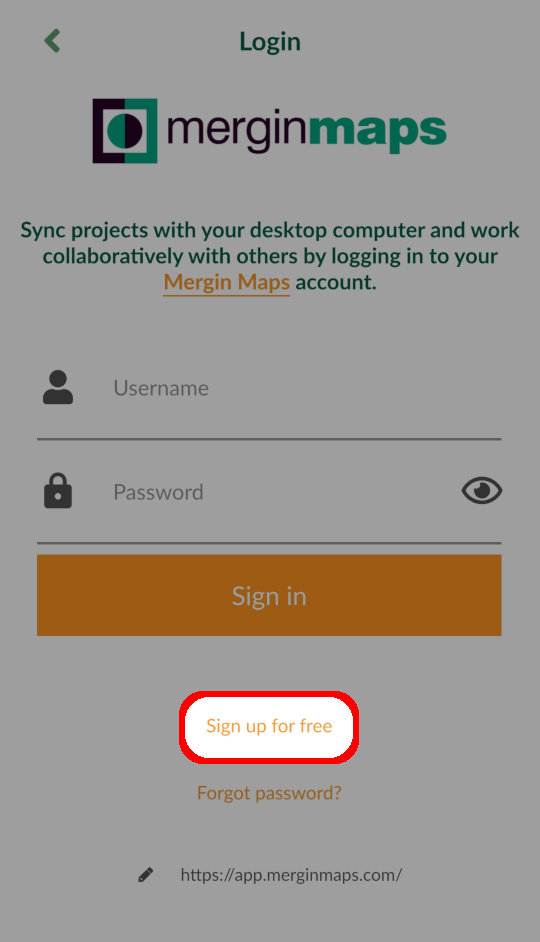 Login
merginmaps
Sync projects with your desktop computer and work
collaboratively with others by logging in to your
Mergin Maps account.
Username
Password
Sign in
Sign up for free
Forgot password?
https://app.merginmaps.com/